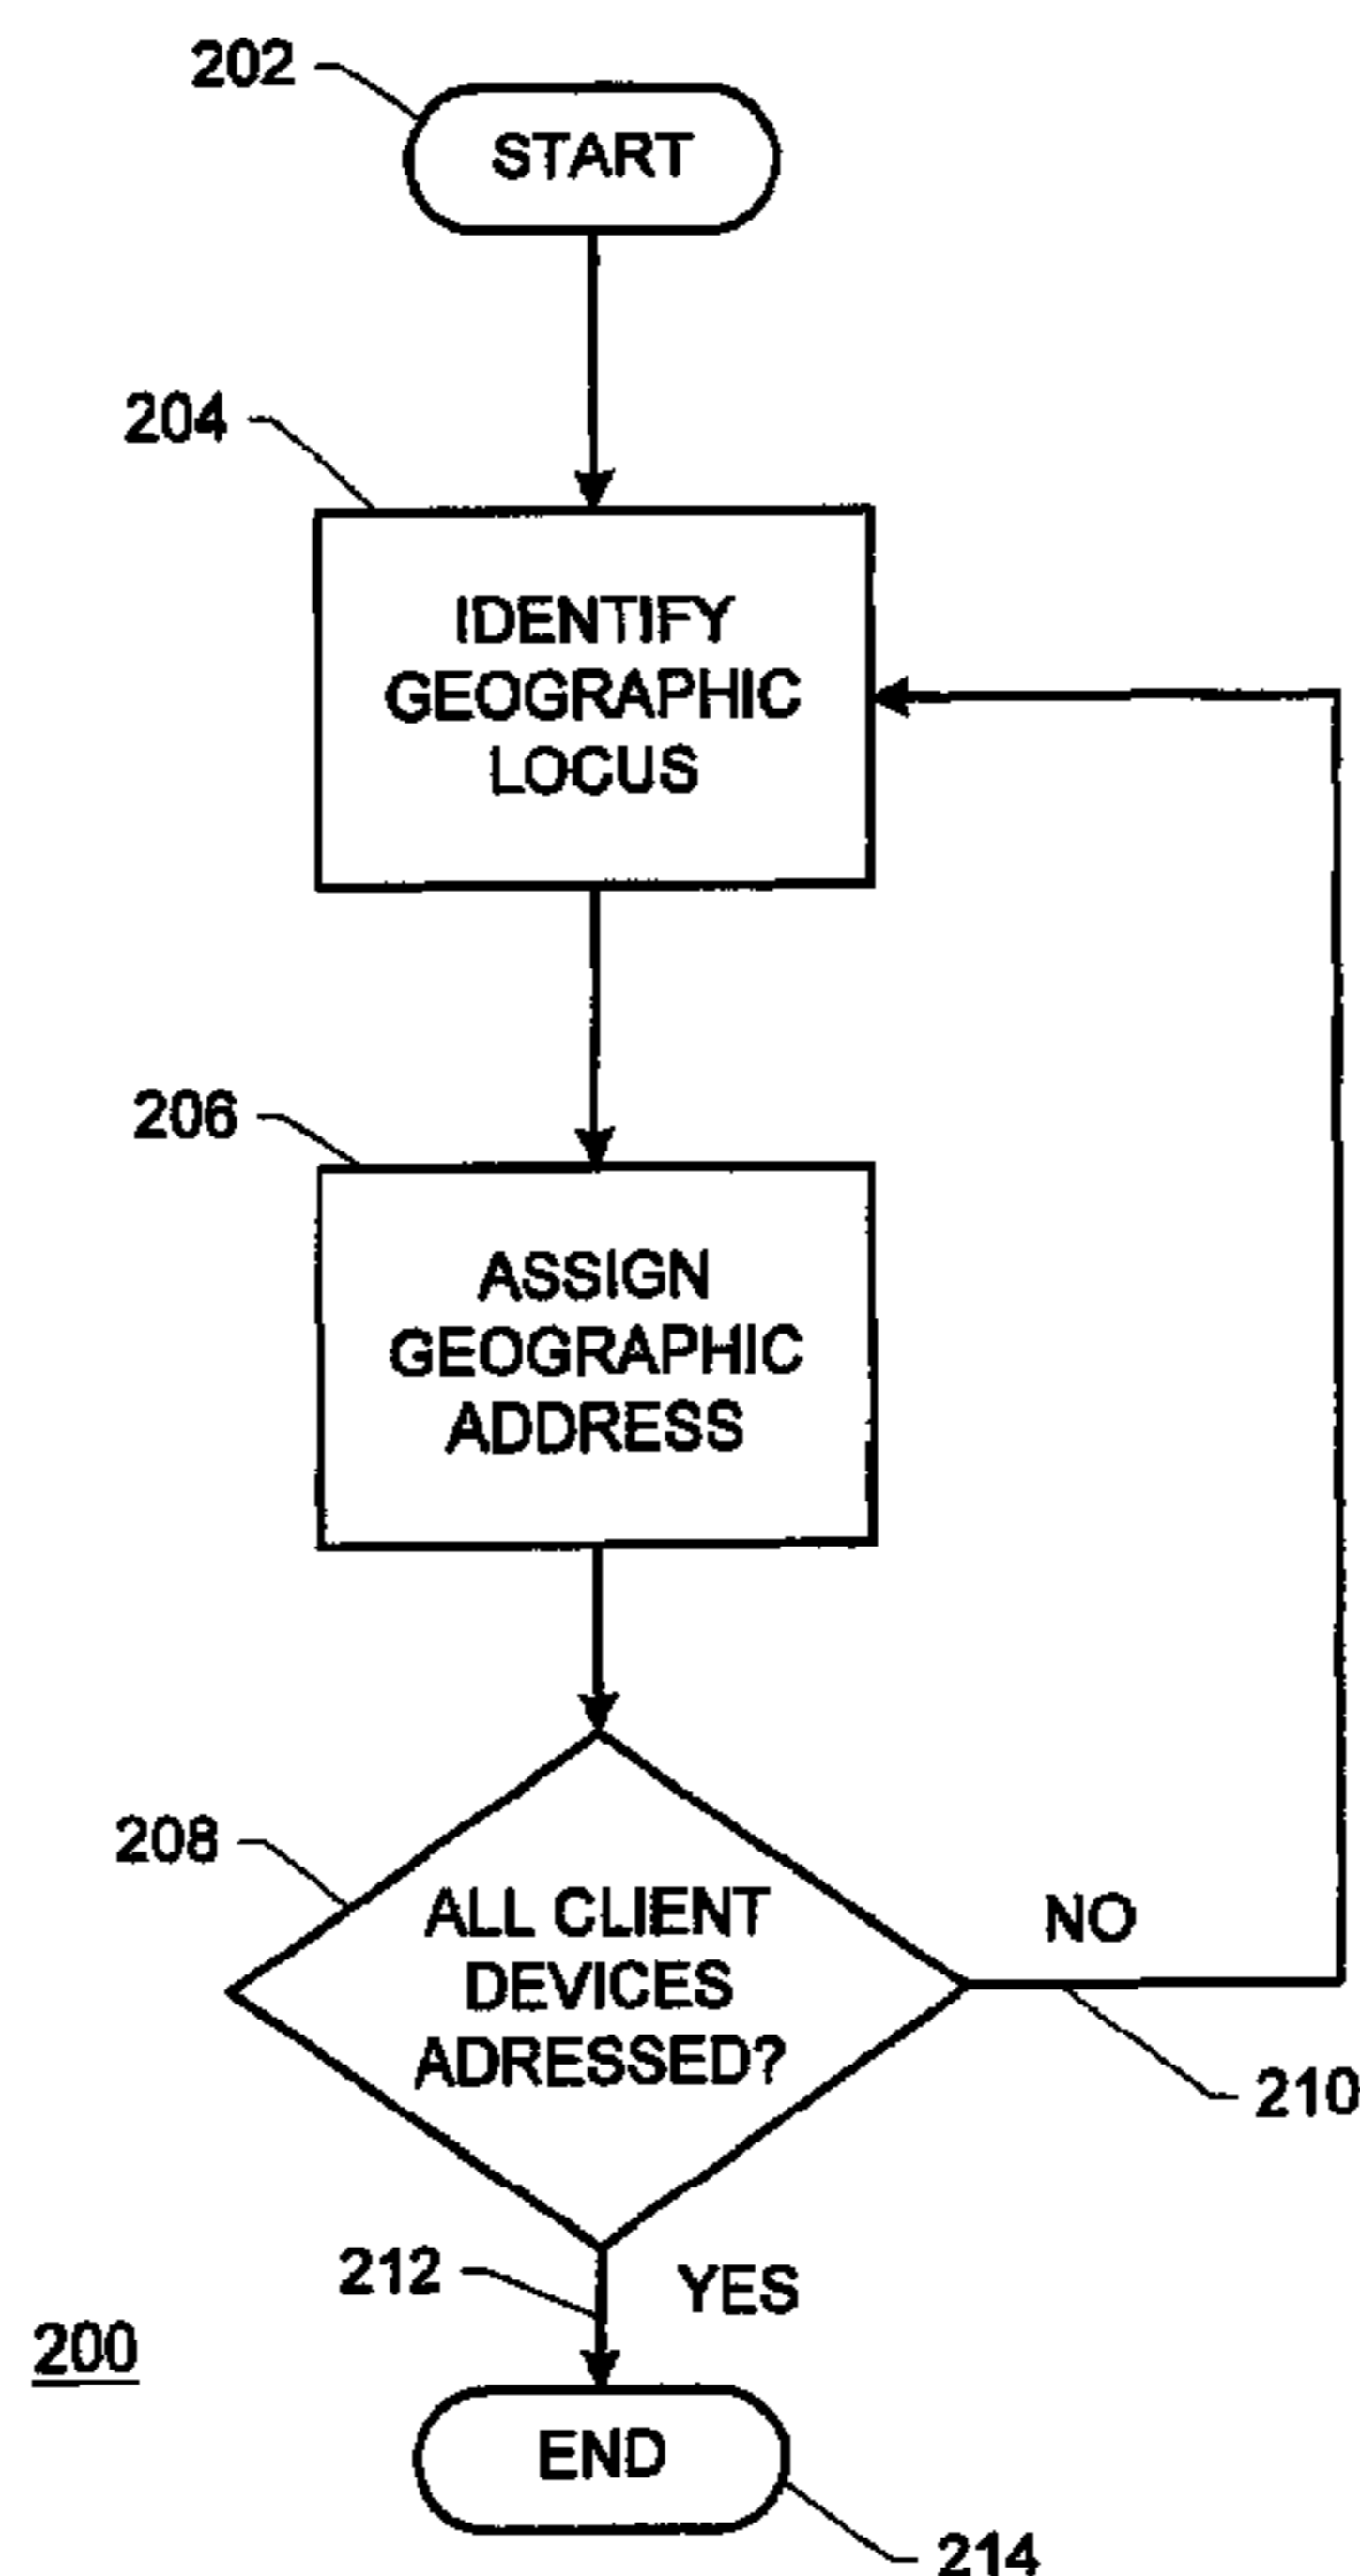 202
START
204
IDENTIFY
GEOGRAPHIC
LOCUS
206
ASSIGN
GEOGRAPHIC
ADDRESS
208
ALL CLIENT
DEVICES
ADRESSED?
NO
210
212
YES
200
END
214